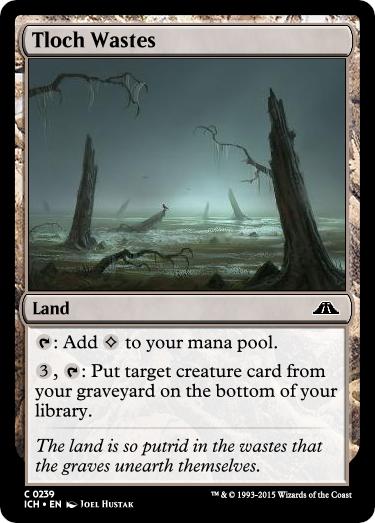 Tloch Wastes
Land
: Add to your mana pool.
3, : Put target creature card from
your graveyard on the bottom of your
library.
The land is so putrid in the wastes that
the graves unearth themselves.
C 0239
ICH • EN Joel Hustak
™ & © 1993-2015 Wizards of the Coast